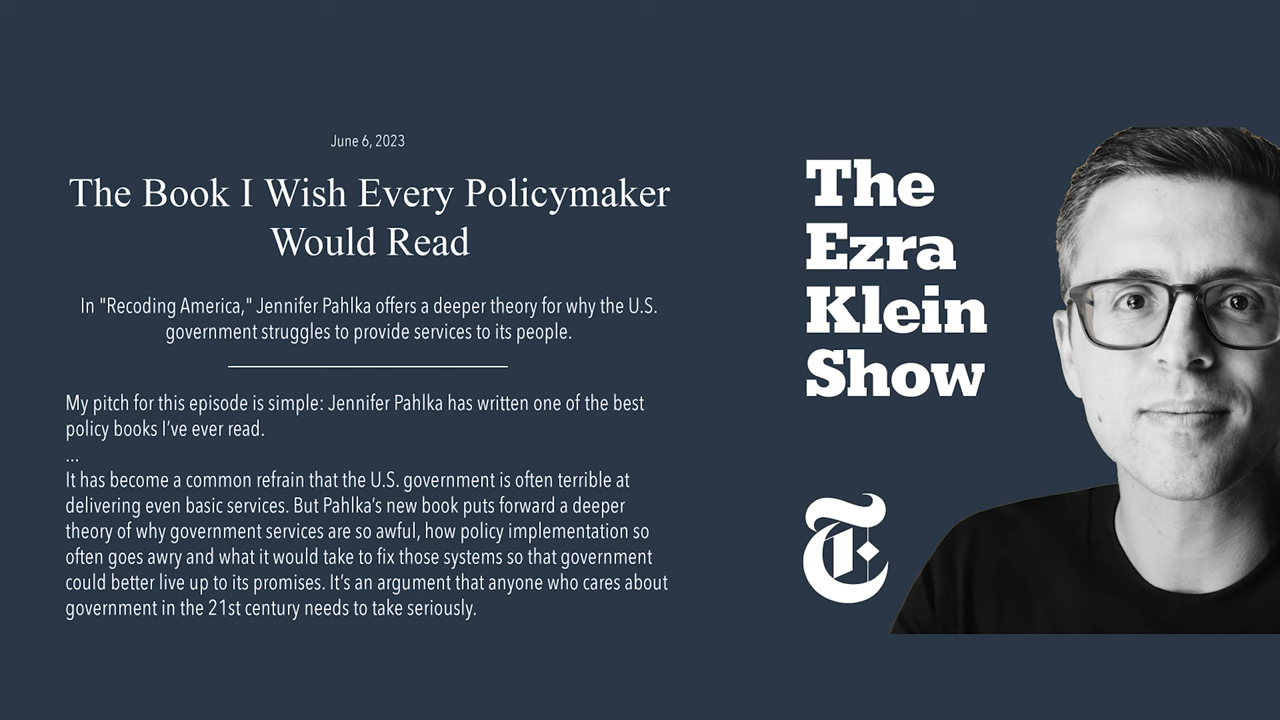 June 6, 2023
The Book I Wish Every Policymaker
Would Read
In "Recoding America," Jennifer Pahlka offers a deeper theory for why the U.S.
government struggles to provide services to its people.
My pitch for this episode is simple: Jennifer Pahlka has written one of the best
policy books I’ve ever read.
...
It has become a common refrain that the U.S. government is often terrible at
delivering even basic services. But Pahlka’s new book puts forward a deeper
theory of why government services are so awful, how policy implementation so
often goes awry and what it would take to fix those systems so that government
could better live up to its promises. It’s an argument that anyone who cares about
government in the 21st century needs to take seriously.
The
Ezra
Klein
Show
T